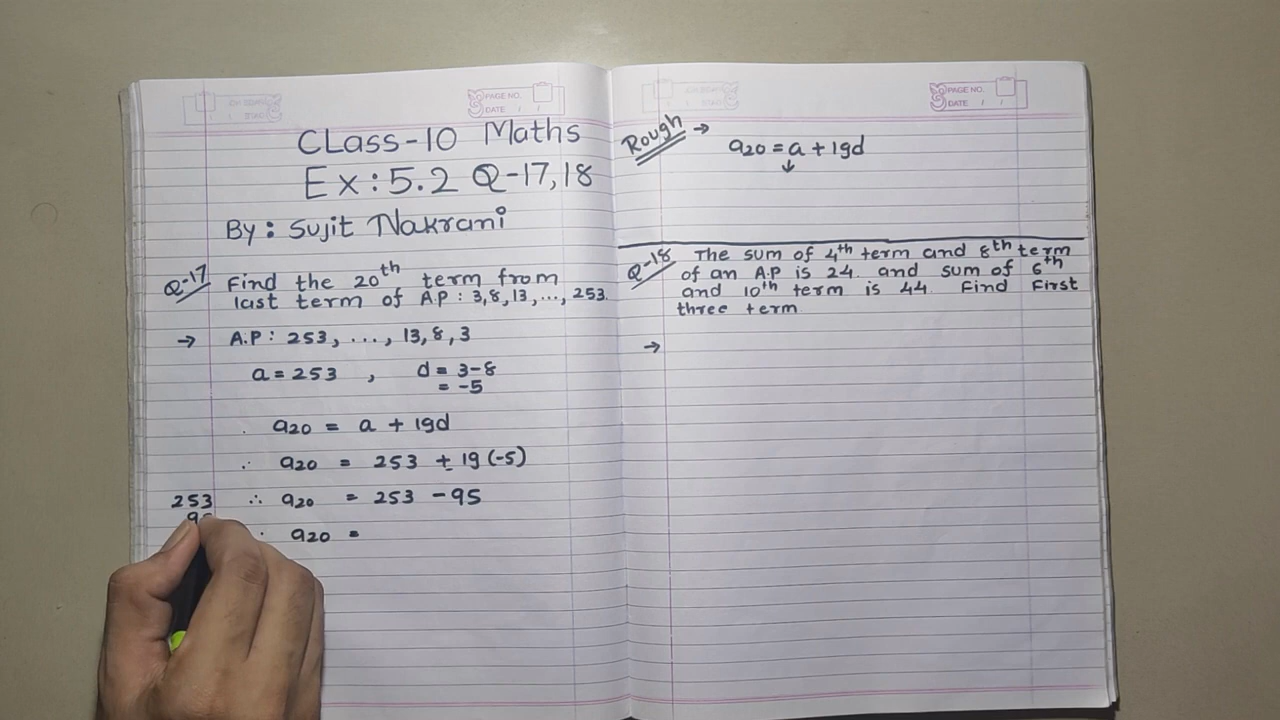 PAGE NO.
DATE / /
CLass-10 Maths
Ex: 5.2 Q-17,18
By: Sujit Nakrani
Q-17 Find the 20th term from
last term of A.P: 3,8,13,..., 253.
→ A.P: 253, ..., 13, 8, 3
a = 253 , d = 3-8
= -5
a20 = a + 19d
∴ a20 = 253 + 19(-5)
253 ∴ a20 = 253 - 95
a20 =
PAGE NO.
DATE / /
Rough → a20 = a + 19d
↓
Q-18 The sum of 4th term and 8th term
of an A.P is 24. and sum of 6th
and 10th term is 44. Find First
three term.
→